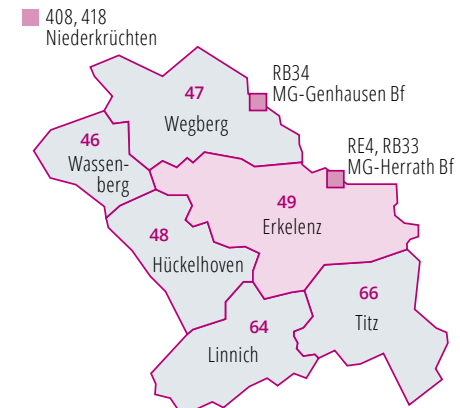 408, 418
Niederkrüchten
RB34
MG-Genhausen Bf
47
Wegberg
RE4, RB33
MG-Herrath Bf
46
Wassen-
berg
49
Erkelenz
48
Hückelhoven
66
Titz
64
Linnich